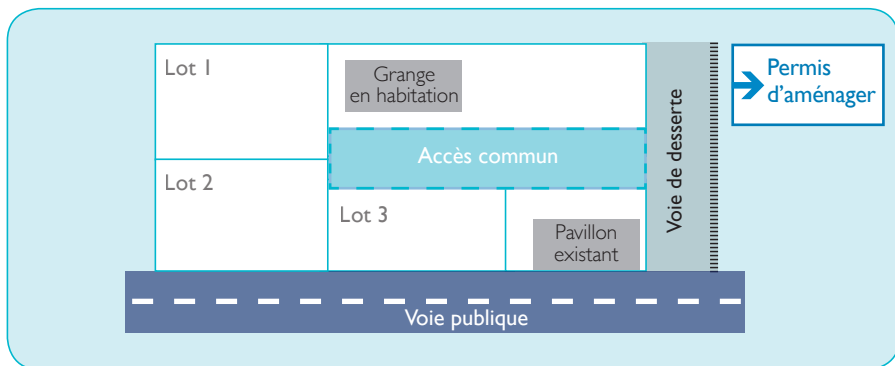 Lot 1
Grange
en habitation
Permis
d'aménager
Voie de desserte
Accès commun
Lot 2
Lot 3
Pavillon
existant
Voie publique